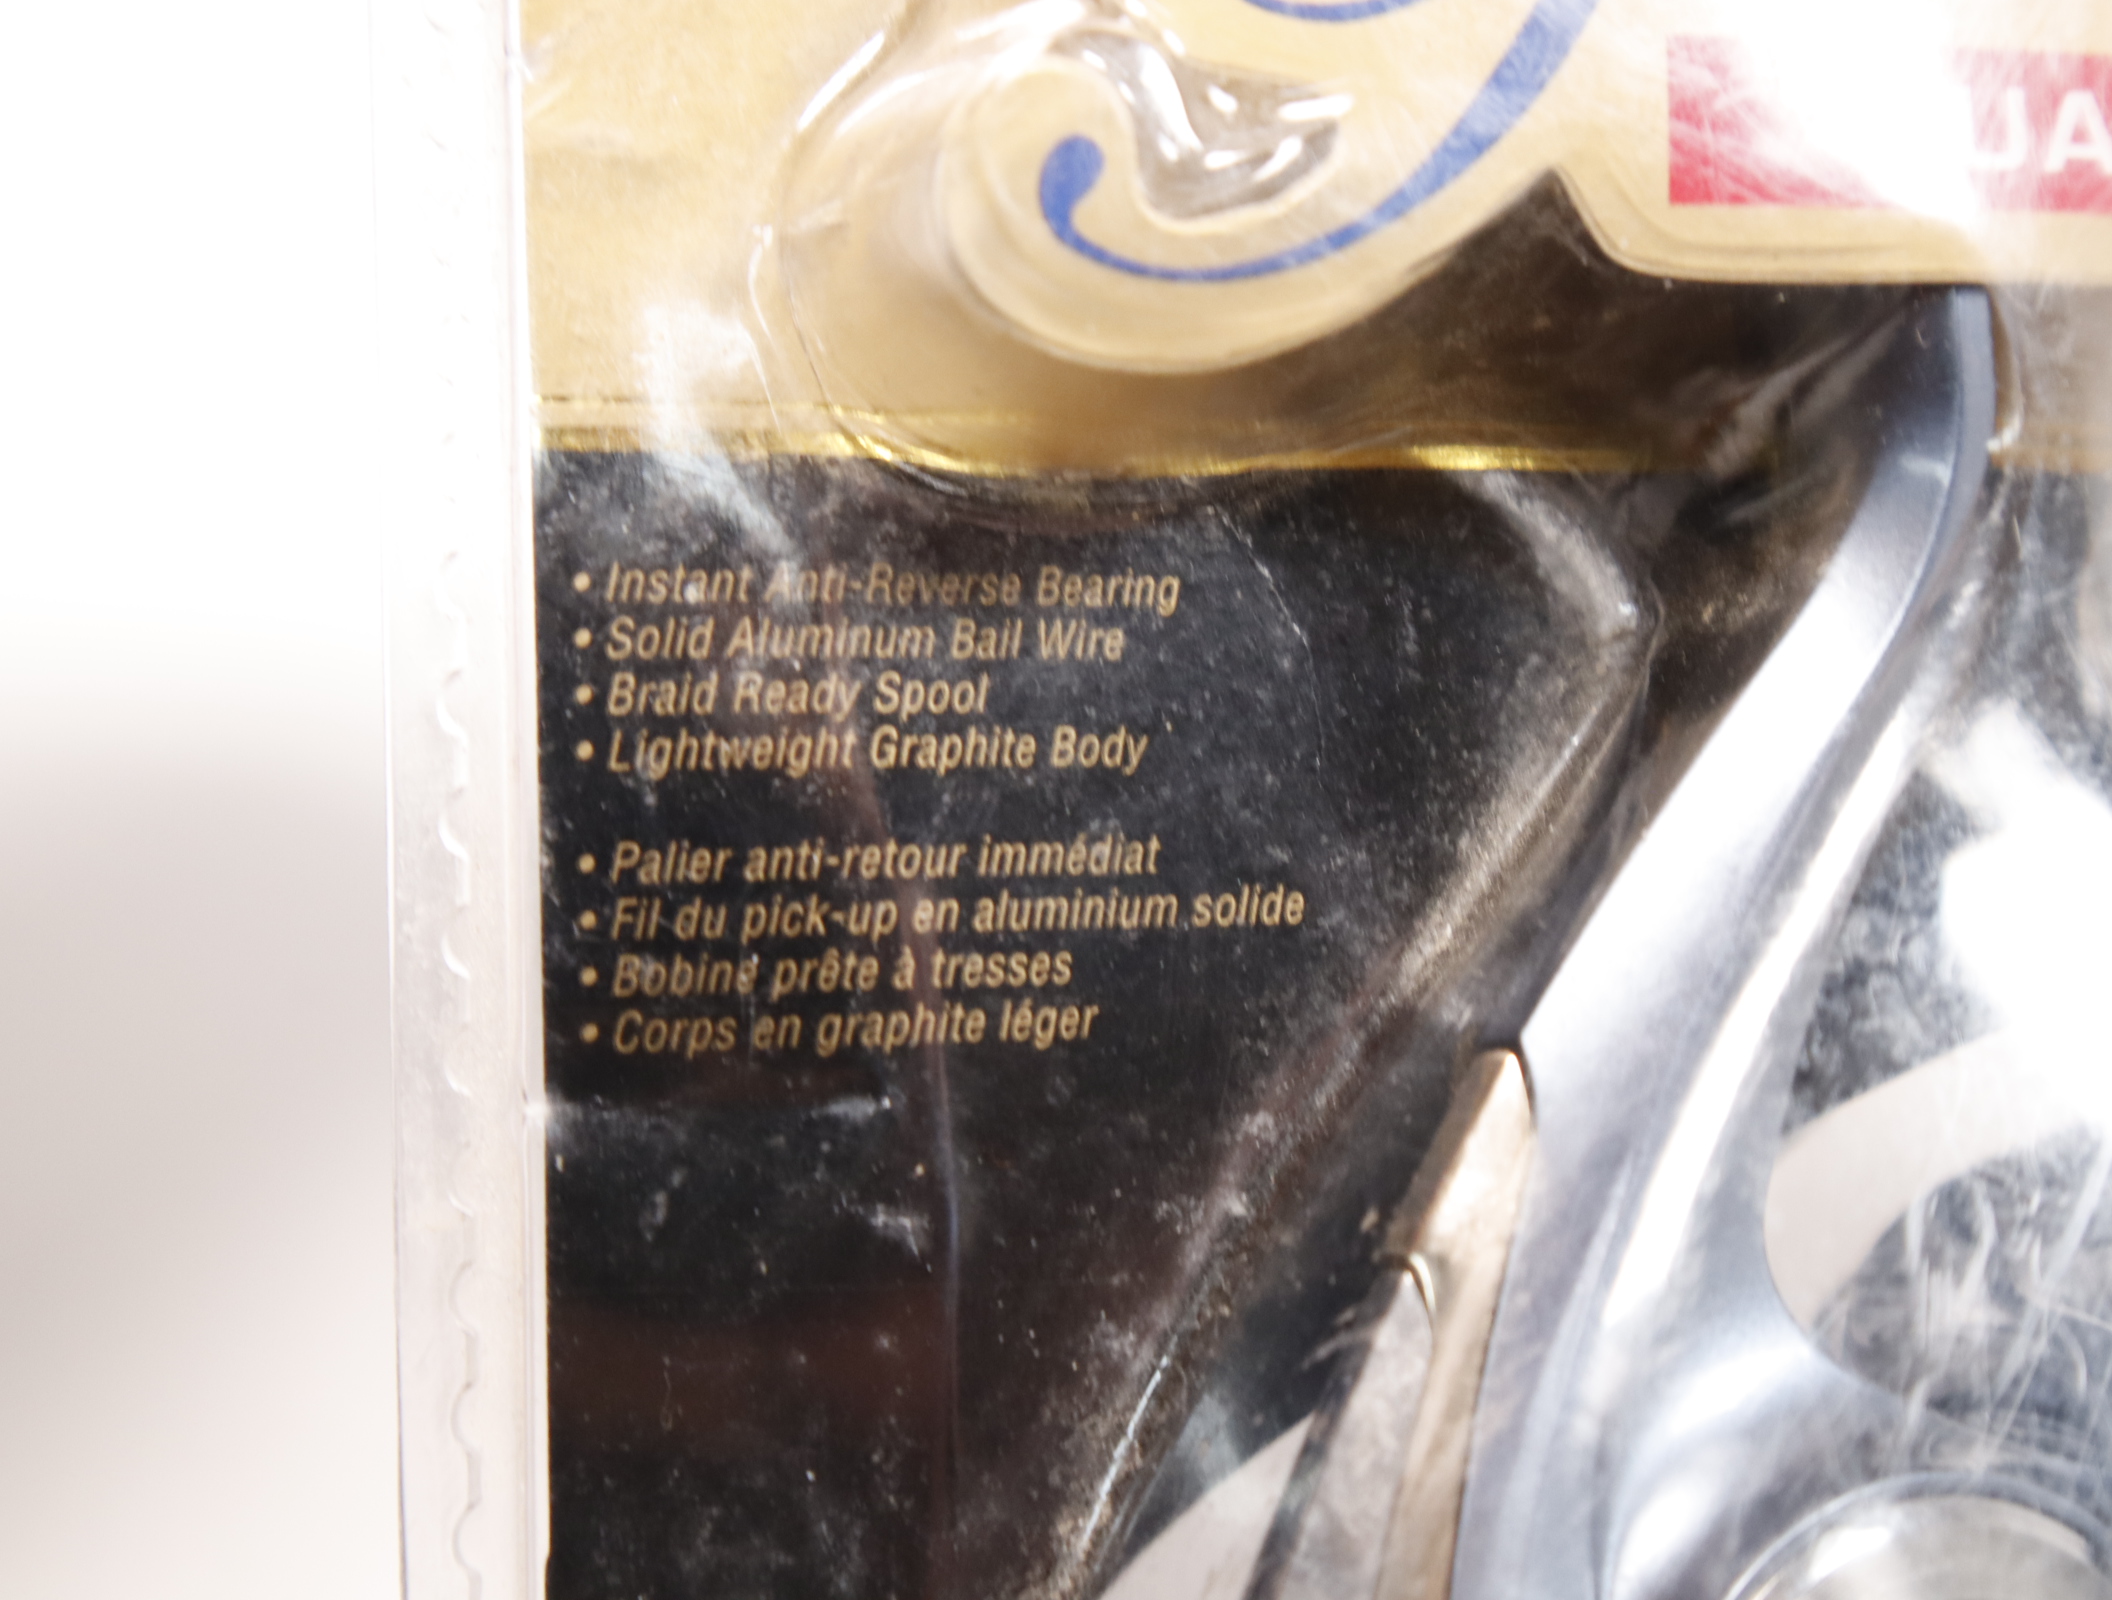 • Instant Anti-Reverse Bearing
• Solid Aluminum Bail Wire
• Braid Ready Spool
• Lightweight Graphite Body
• Palier anti-retour immédiat
• Fil du pick-up en aluminium solide
• Bobine prête à tresses
• Corps en graphite léger